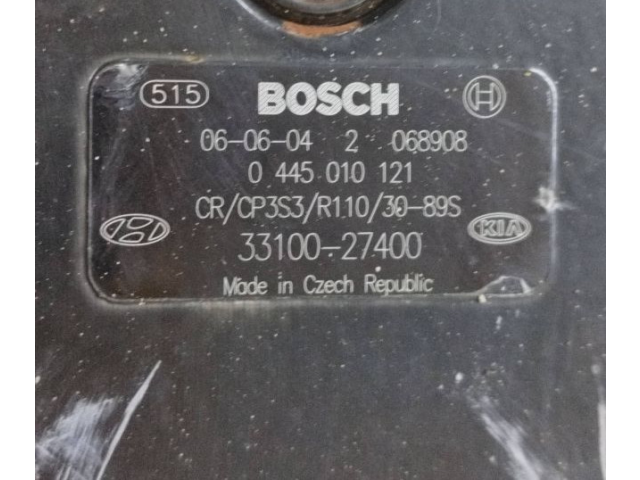 515 BOSCH
06-06-04 2 068908
0 445 010 121
CR/CP3S3/R110/30-89S
KIA
33100-27400
Made in Czech Republic